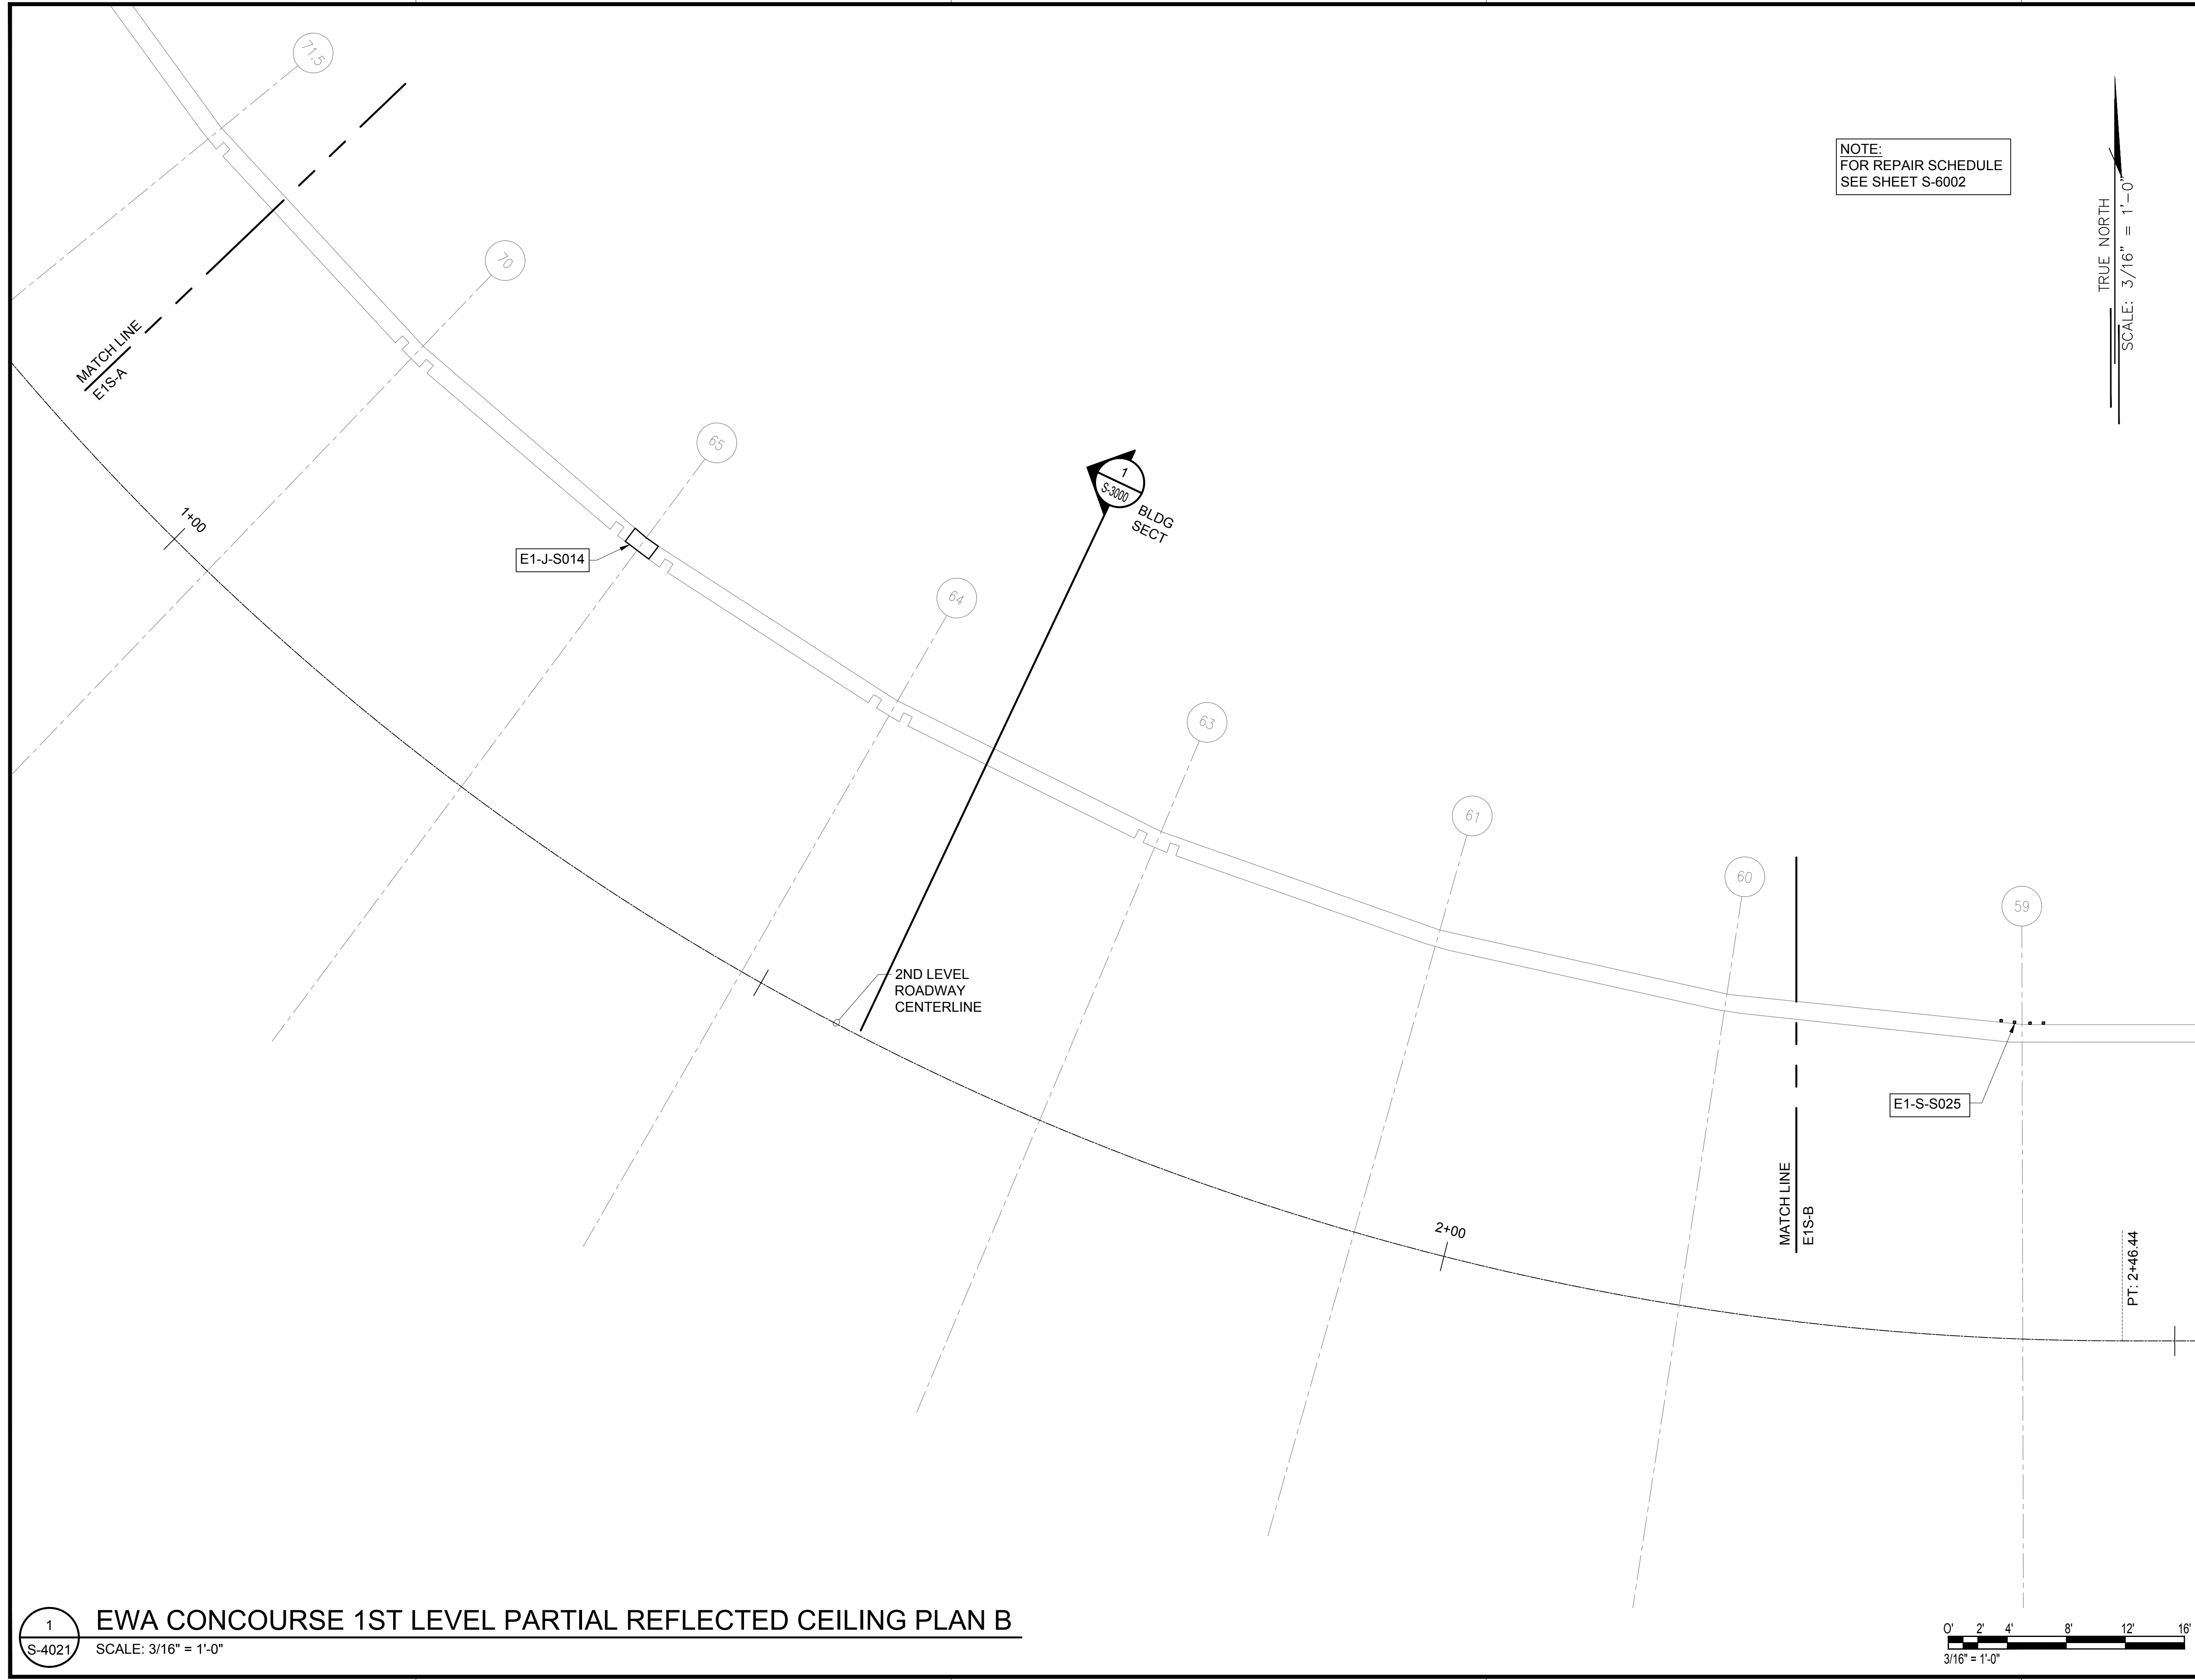 71.5
NOTE:
FOR REPAIR SCHEDULE
SEE SHEET S-6002
TRUE NORTH
SCALE: 3/16" = 1'-0"
70
MATCH LINE
E1S-A
65
1
S-3000
BLDG
SECT
1+00
E1-J-S014
64
63
61
60
59
2ND LEVEL
ROADWAY
CENTERLINE
E1-S-S025
MATCH LINE
E1S-B
2+00
PT: 2+46.44
1
S-4021
EWA CONCOURSE 1ST LEVEL PARTIAL REFLECTED CEILING PLAN B
SCALE: 3/16" = 1'-0"
0' 2' 4' 8' 12' 16'
3/16" = 1'-0"